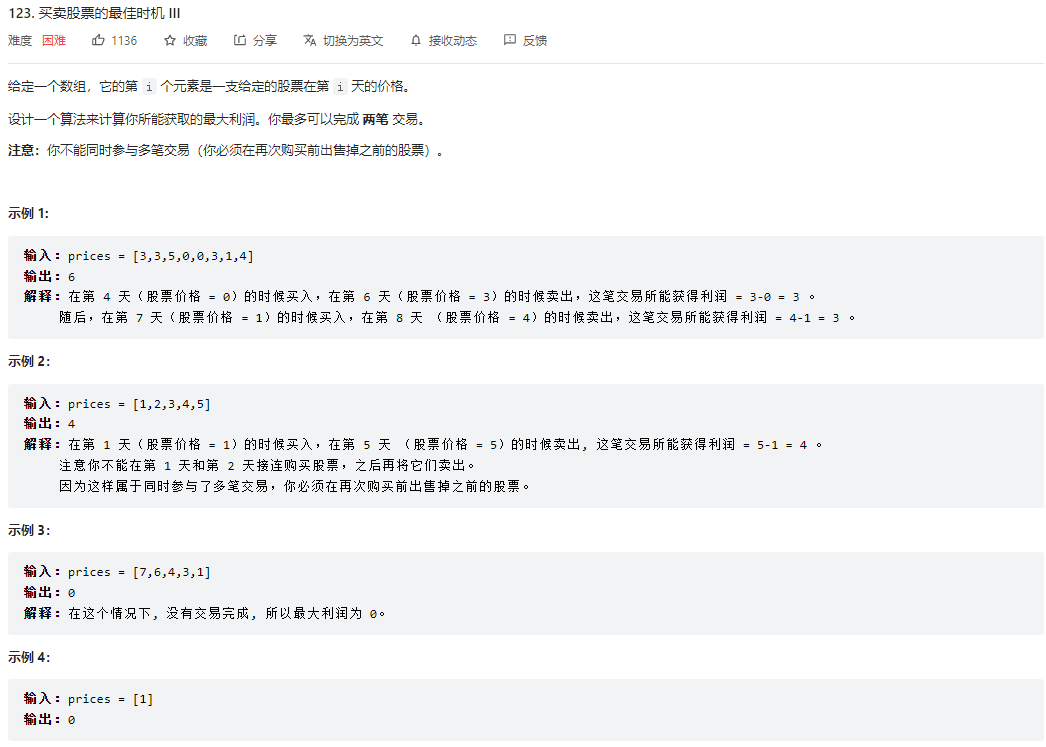 123. 买卖股票的最佳时机 III
难度 困难 1136 收藏 分享 切换为英文 接收动态 反馈
给定一个数组，它的第 i 个元素是一支给定的股票在第 i 天的价格。
设计一个算法来计算你所能获取的最大利润。你最多可以完成 两笔 交易。
注意：你不能同时参与多笔交易（你必须在再次购买前出售掉之前的股票）。
示例 1:
输入：prices = [3,3,5,0,0,3,1,4]
输出：6
解释：在第 4 天（股票价格 = 0）的时候买入，在第 6 天（股票价格 = 3）的时候卖出，这笔交易所能获得利润 = 3-0 = 3 。
随后，在第 7 天（股票价格 = 1）的时候买入，在第 8 天 （股票价格 = 4）的时候卖出，这笔交易所能获得利润 = 4-1 = 3 。
示例 2：
输入：prices = [1,2,3,4,5]
输出：4
解释：在第 1 天（股票价格 = 1）的时候买入，在第 5 天 （股票价格 = 5）的时候卖出, 这笔交易所能获得利润 = 5-1 = 4 。
注意你不能在第 1 天和第 2 天接连购买股票，之后再将它们卖出。
因为这样属于同时参与了多笔交易，你必须在再次购买前出售掉之前的股票。
示例 3：
输入：prices = [7,6,4,3,1]
输出：0
解释：在这个情况下, 没有交易完成, 所以最大利润为 0。
示例 4：
输入：prices = [1]
输出：0